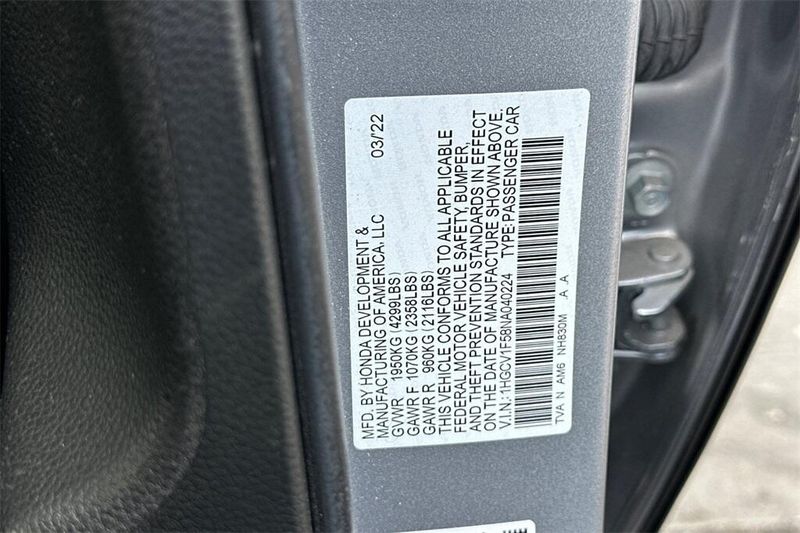 MFD. BY HONDA DEVELOPMENT &
MANUFACTURING OF AMERICA, LLC 03/22
GVWR 1950KG (4299LBS)
GAWR F 1070KG (2358LBS)
GAWR R 960KG (2116LBS)
THIS VEHICLE CONFORMS TO ALL APPLICABLE
FEDERAL MOTOR VEHICLE SAFETY, BUMPER,
AND THEFT PREVENTION STANDARDS IN EFFECT
ON THE DATE OF MANUFACTURE SHOWN ABOVE.
V.I.N.: 1HGCV1F58NA040224 TYPE:PASSENGER CAR
TVA N AM6 NH830M .A .A